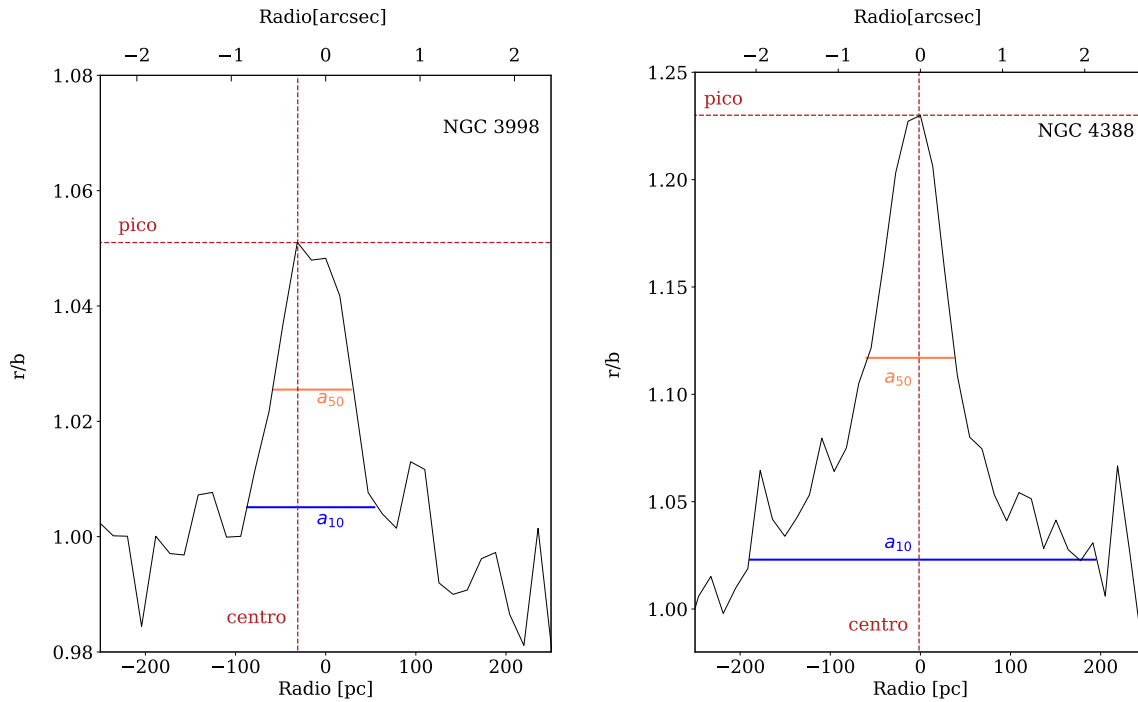 Radio[arcsec]
−2 −1 0 1 2
1.08
1.06
1.04
1.02
1.00
0.98
r/b
NGC 3998
pico
a50
a10
centro
−200 −100 0 100 200
Radio [pc]
Radio[arcsec]
−2 −1 0 1 2
1.25
1.20
1.15
1.10
1.05
1.00
r/b
pico
NGC 4388
a50
a10
centro
−200 −100 0 100 200
Radio [pc]